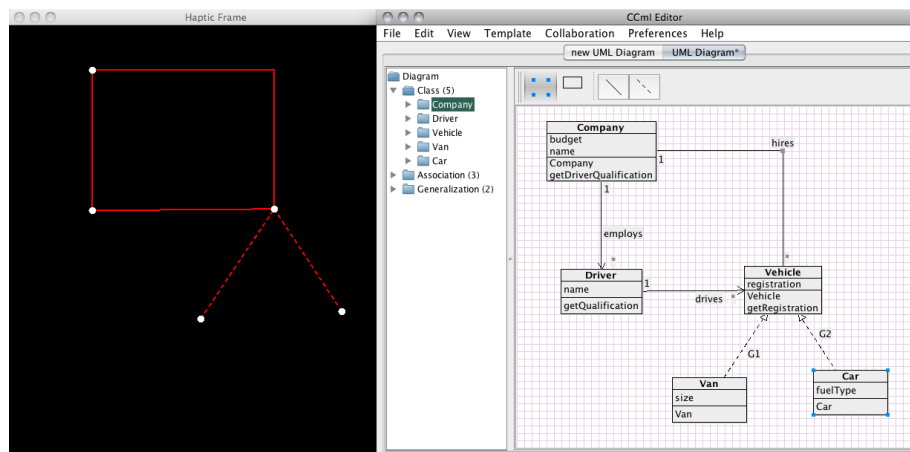 Haptic Frame
CCml Editor
File Edit View Template Collaboration Preferences Help
new UML Diagram UML Diagram*
Diagram
Class (5)
Company
Driver
Vehicle
Van
Car
Association (3)
Generalization (2)
Company
budget
name
Company
getDriverQualification
1
hires
1
employs
*
*
Driver
name
getQualification
1
drives *
Vehicle
registration
Vehicle
getRegistration
G1
G2
Van
size
Van
Car
fuelType
Car